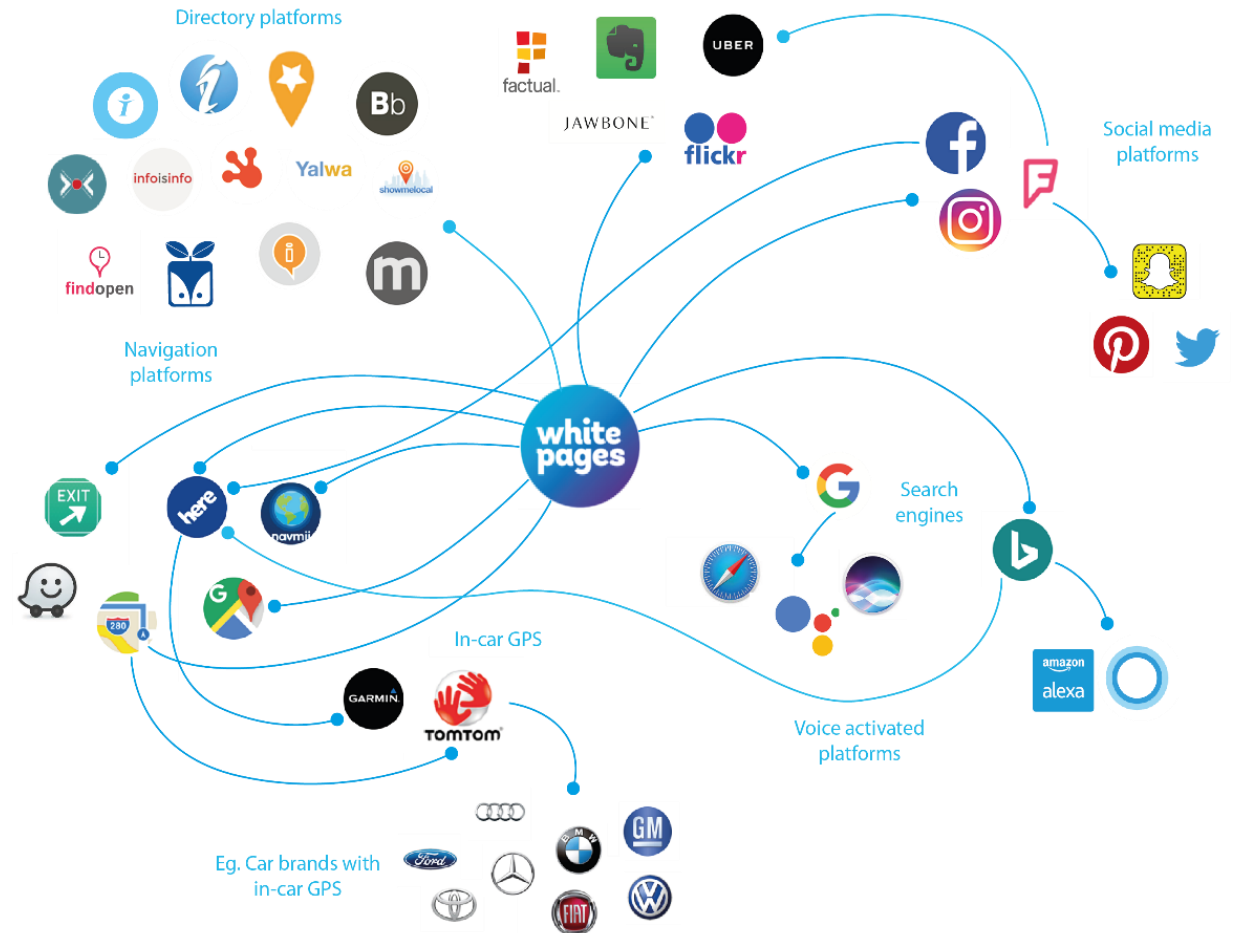 Directory platforms
UBER
factual.
Bb
JAWBONE
flickr
Social media
platforms
infoisinfo
Yalwa
showmelocal
findopen
m
Navigation
platforms
white
pages
EXIT
here
navmii
G
Search
engines
280
G
In-car GPS
GARMIN
TOMTOM
amazon
alexa
Voice activated
platforms
Eg. Car brands with
in-car GPS
Ford
BMW
GM
FIAT
VW